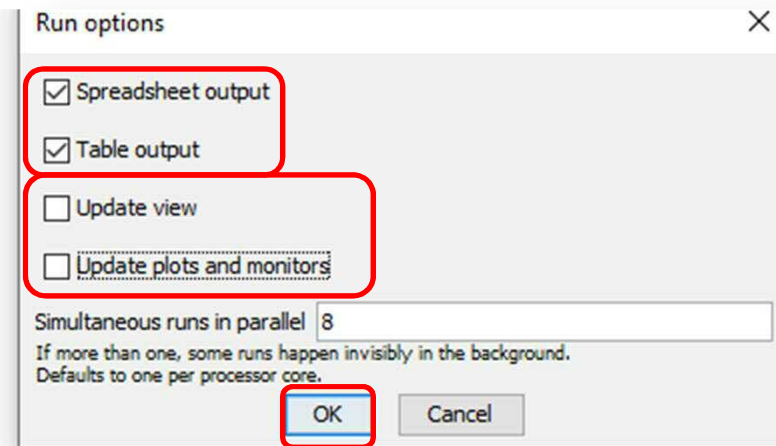 Run options
Spreadsheet output
Table output
Update view
Update plots and monitors
Simultaneous runs in parallel 8
If more than one, some runs happen invisibly in the background.
Defaults to one per processor core.
OK Cancel